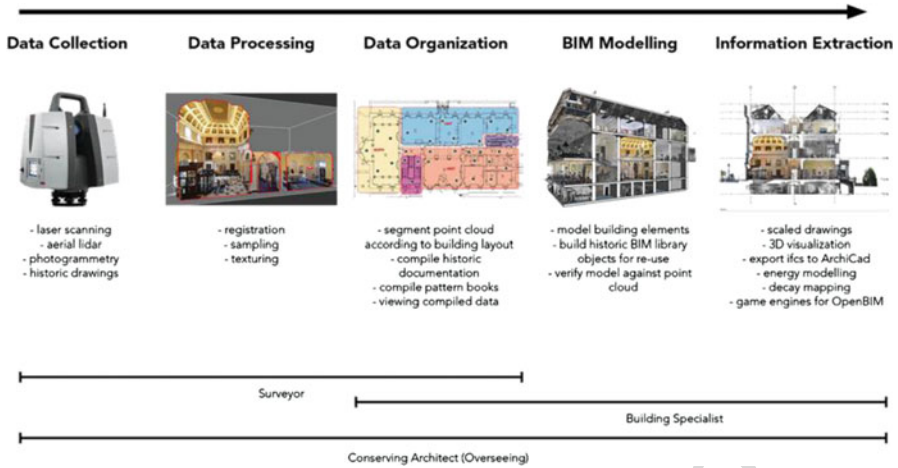 Data Collection
Data Processing
Data Organization
BIM Modelling
Information Extraction
- laser scanning
- aerial lidar
- photogrammetry
- historic drawings
- registration
- sampling
- texturing
- segment point cloud
according to building layout
- compile historic
documentation
- compile pattern books
- viewing compiled data
- model building elements
- build historic BIM library
objects for re-use
- verify model against point
cloud
- scaled drawings
- 3D visualization
- export ifcs to ArchiCad
- energy modelling
- decay mapping
- game engines for OpenBIM
Surveyor
Building Specialist
Conserving Architect (Overseeing)